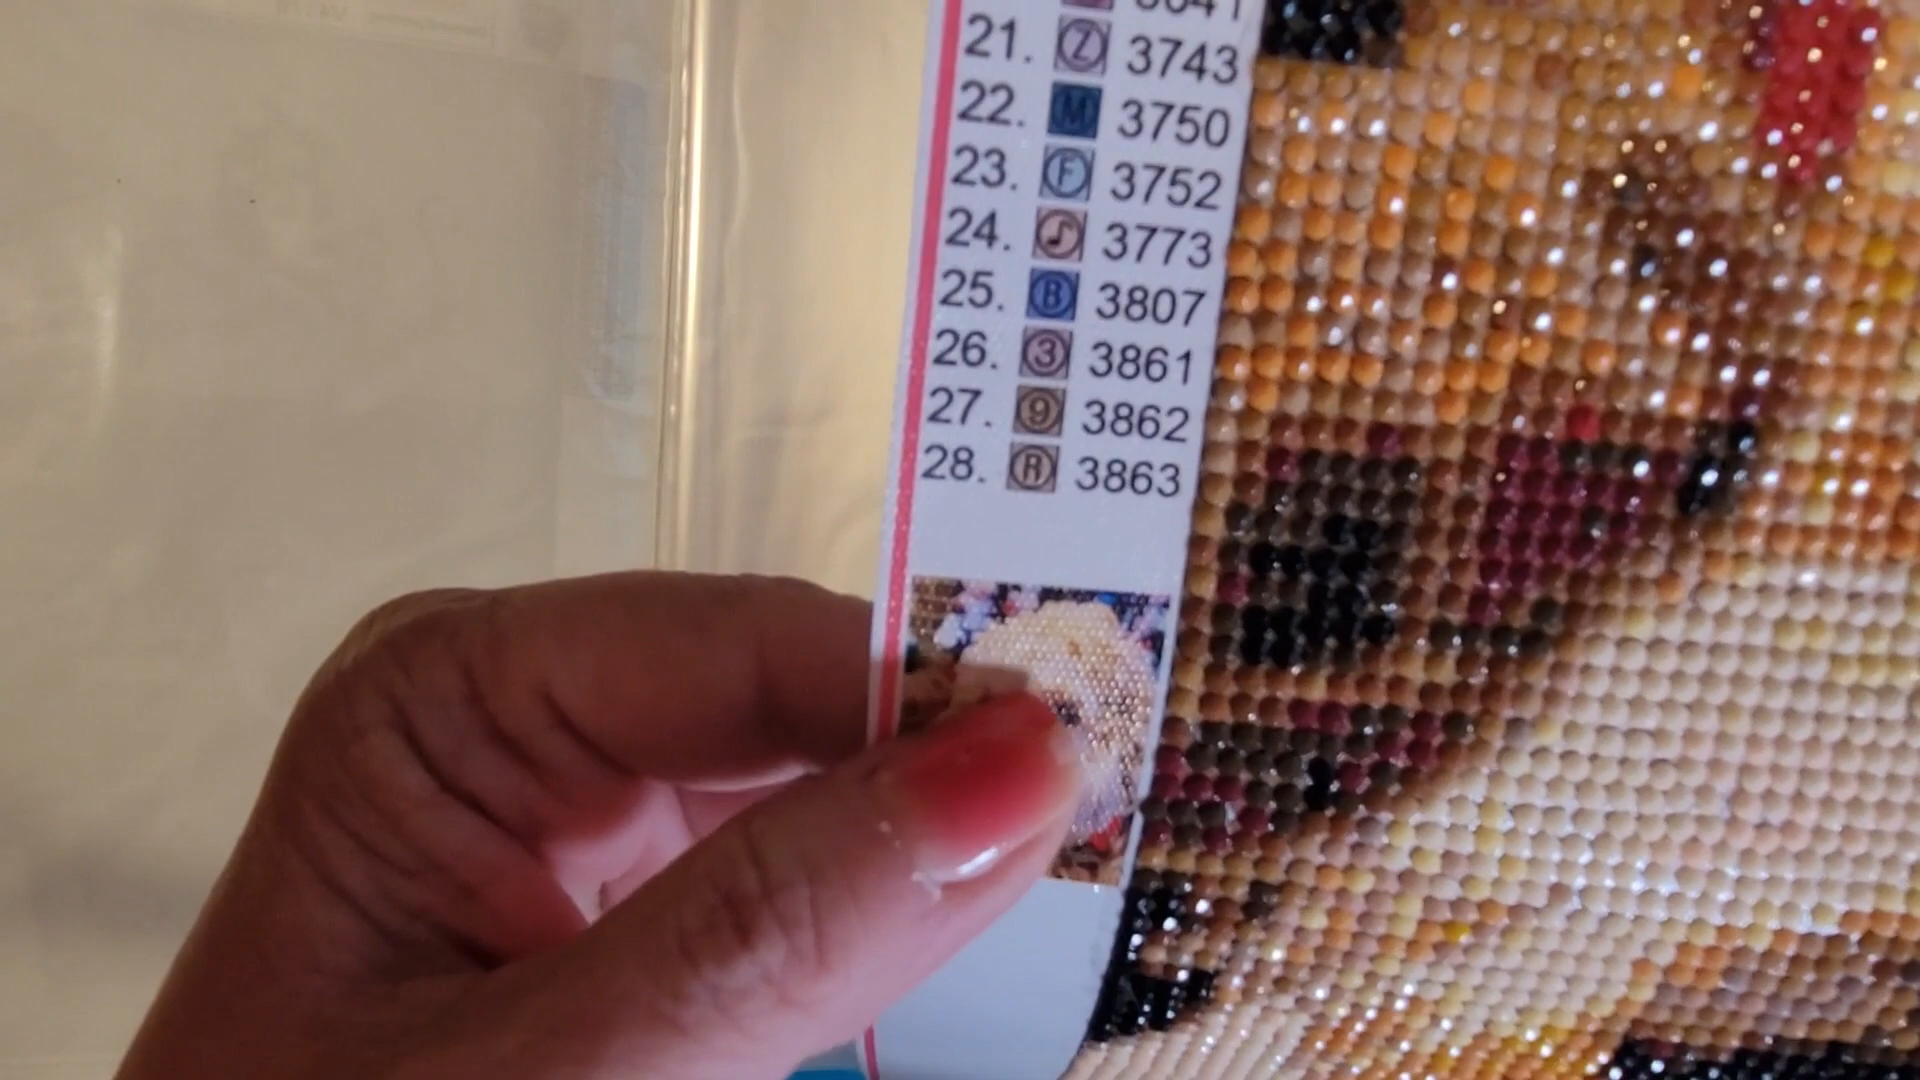 21. Z 3743
22. M 3750
23. F 3752
24. ♪ 3773
25. B 3807
26. 3 3861
27. 9 3862
28. R 3863